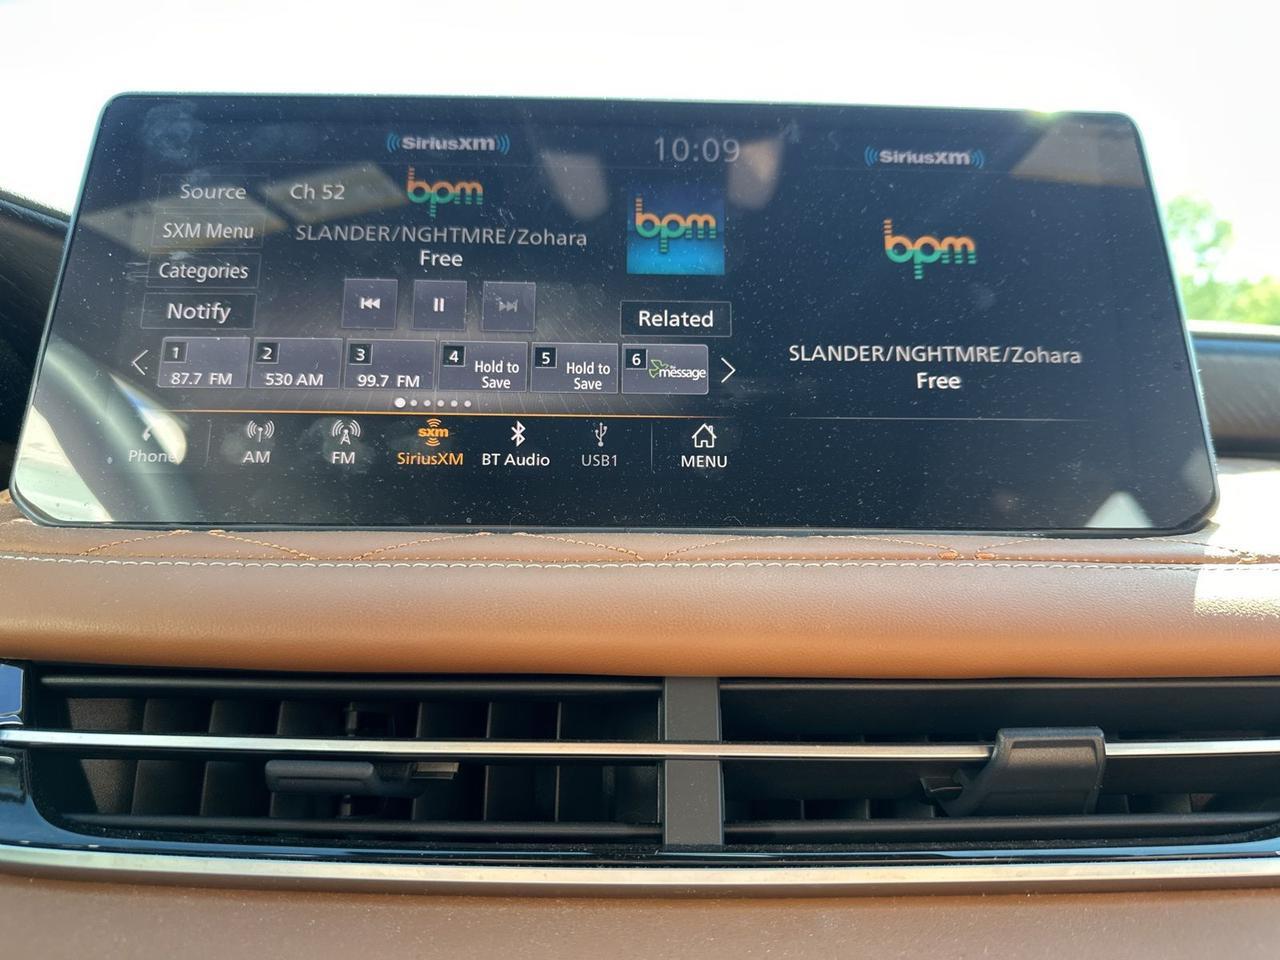 SiriusXM
10:09
SiriusXM
Source
Ch 52
bpm
bpm
bpm
SXM Menu
SLANDER/NGHTMRE/Zohara
Free
Categories
Notify
Related
1
87.7 FM
2
530 AM
3
99.7 FM
4
Hold to
Save
5
Hold to
Save
6
the message
SLANDER/NGHTMRE/Zohara
Free
Phone
AM
FM
sxm
SiriusXM
BT Audio
USB1
MENU